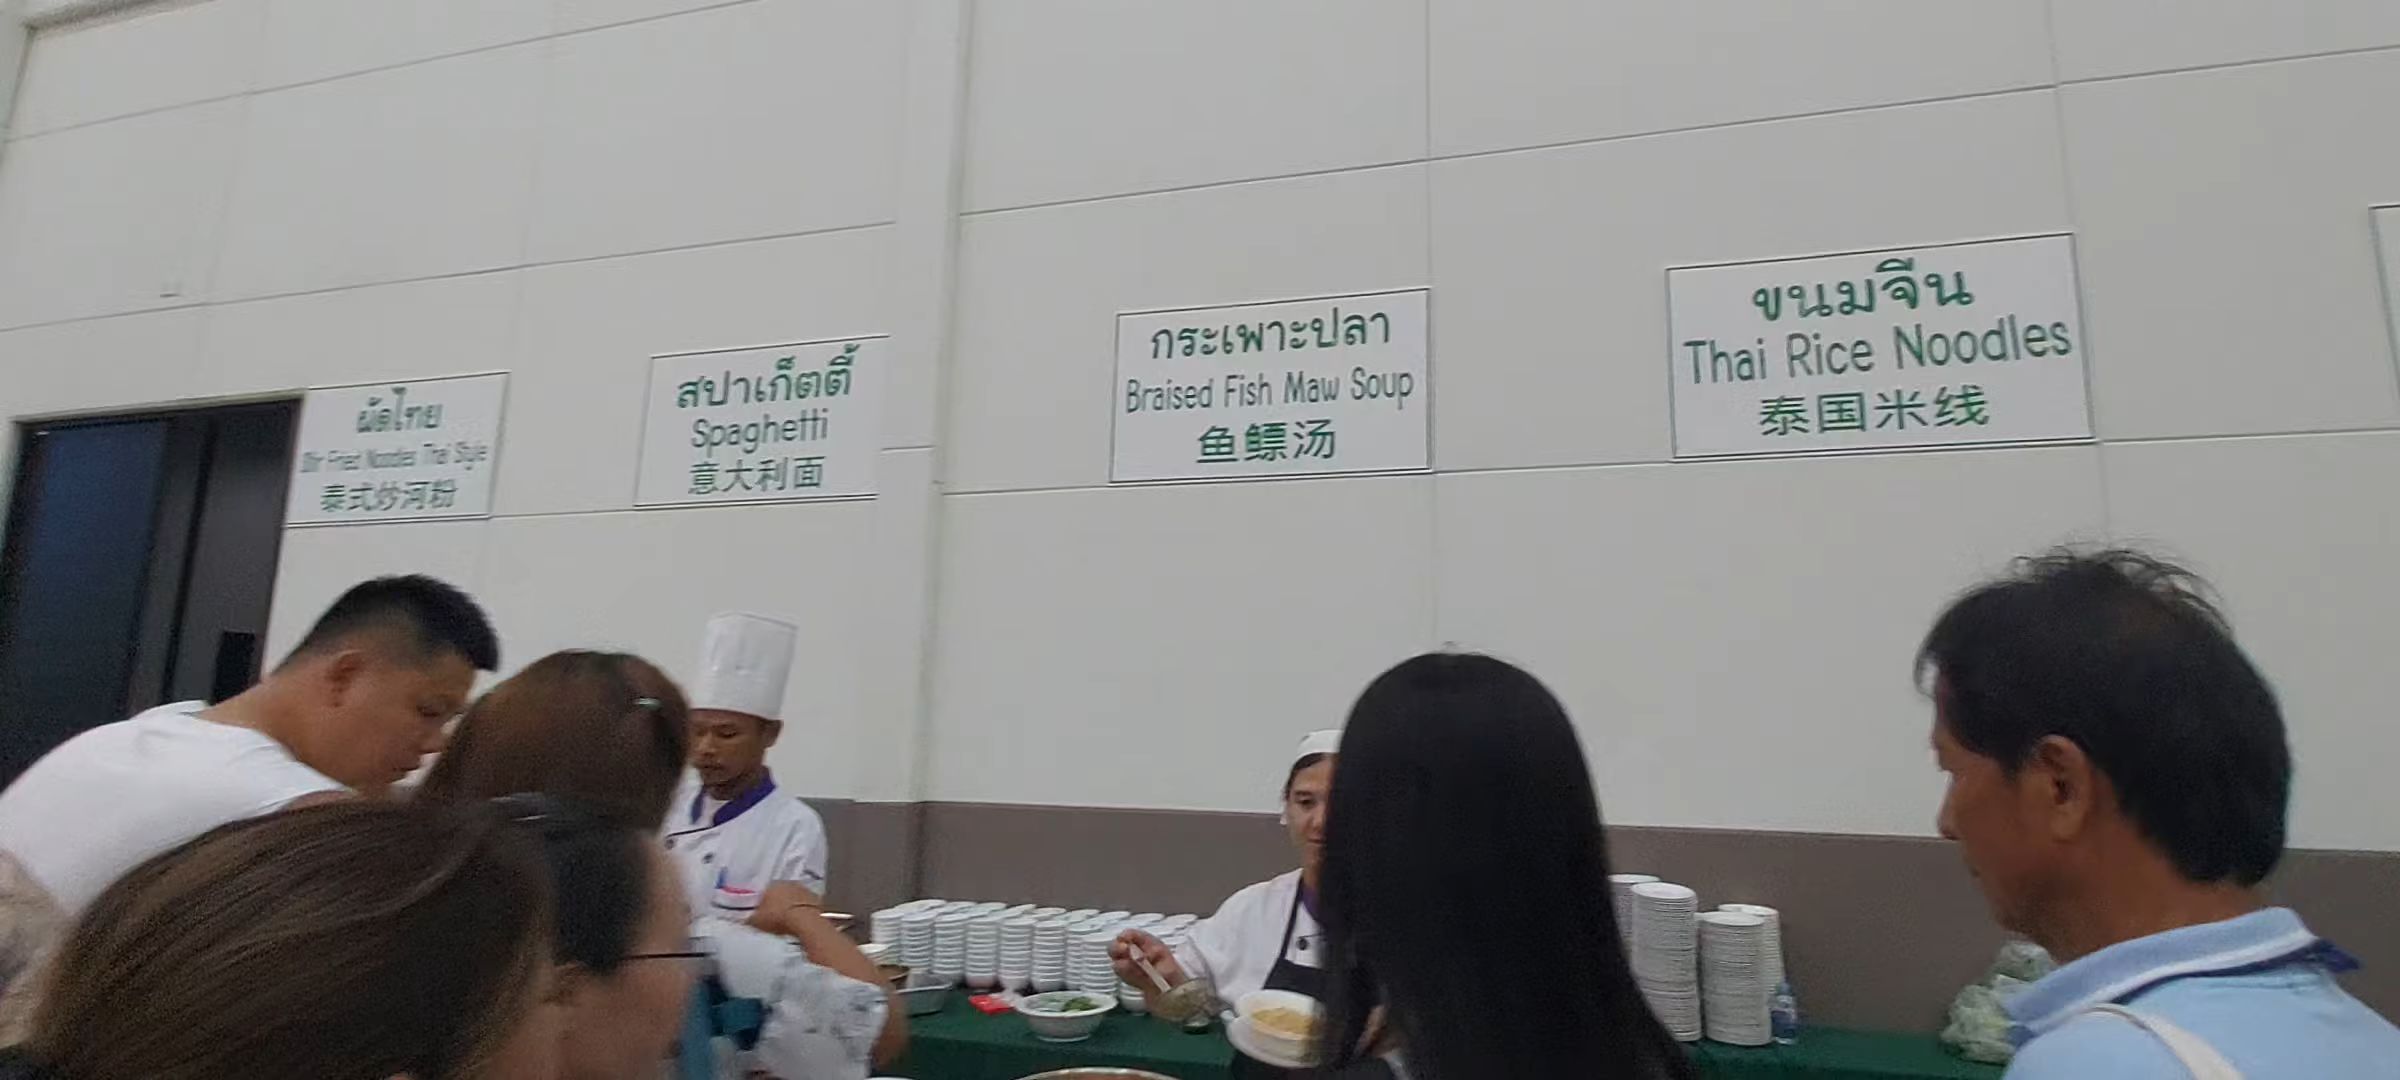 ผัดไทย
Stir Fried Noodles Thai Style
泰式炒河粉
สปาเก็ตตี้
Spaghetti
意大利面
กระเพาะปลา
Braised Fish Maw Soup
鱼鳔汤
ขนมจีน
Thai Rice Noodles
泰国米线